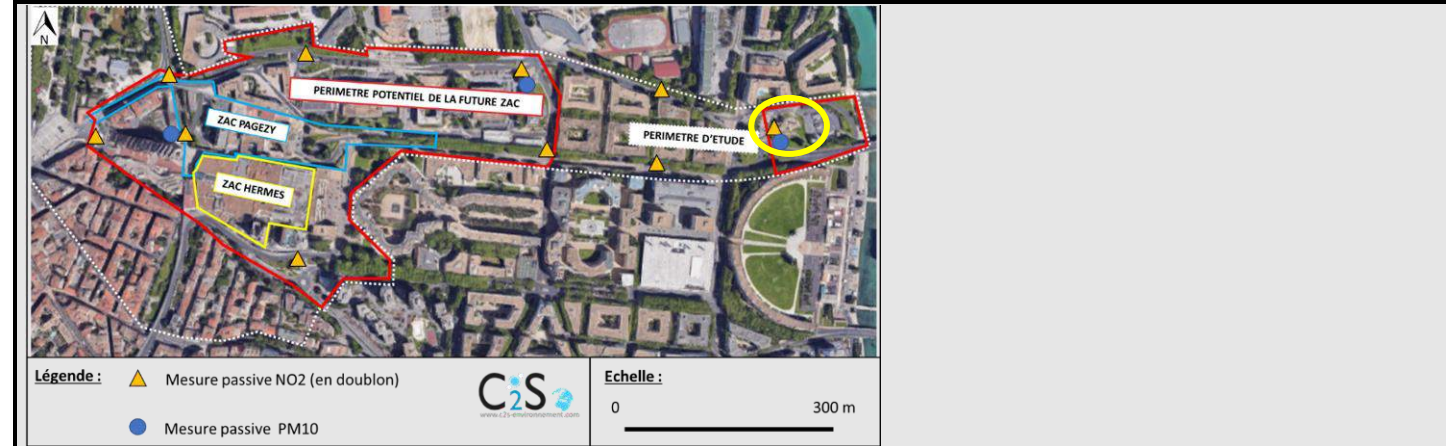 N
PERIMETRE POTENTIEL DE LA FUTURE ZAC
ZAC PAGEZY
PERIMETRE D'ETUDE
ZAC HERMES
Légende :
Mesure passive NO2 (en doublon)
Mesure passive PM10
C2S
www.c2s-environnement.com
Echelle :
0 300 m